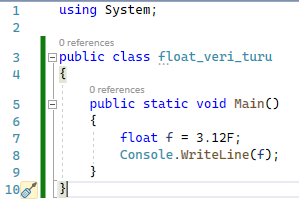 1 using System;
2
0 references
3 public class float_veri_turu
4 {
0 references
5 public static void Main()
6 {
7 float f = 3.12F;
8 Console.WriteLine(f);
9 }
10 }